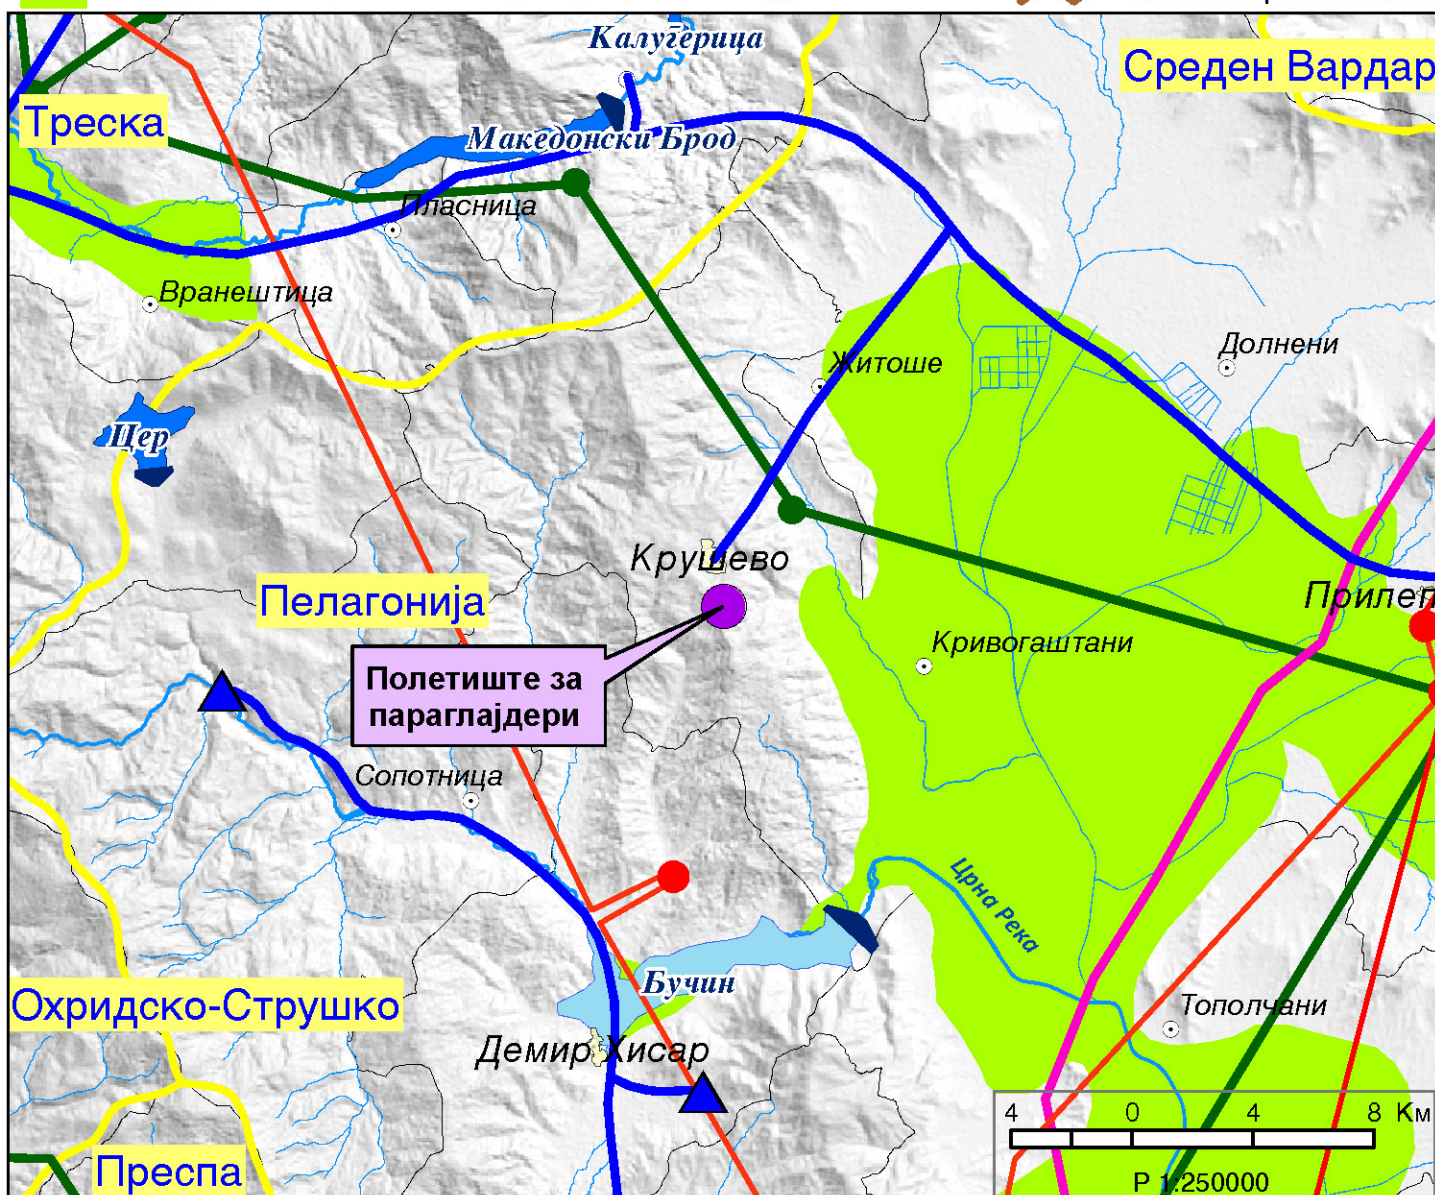 Калуѓерица
Среден Вардар
Треска
Македонски Брод
Пласница
Вранештица
Долнени
Житоше
Цер
Крушево
Прилеп
Пелагонија
Кривогаштани
Полетиште за
параглајдери
Сопотница
Црна Река
Бучин
Охридско-Струшко
Тополчани
Демир Хисар
4 0 4 8 Км
Преспа
Р 1:250000